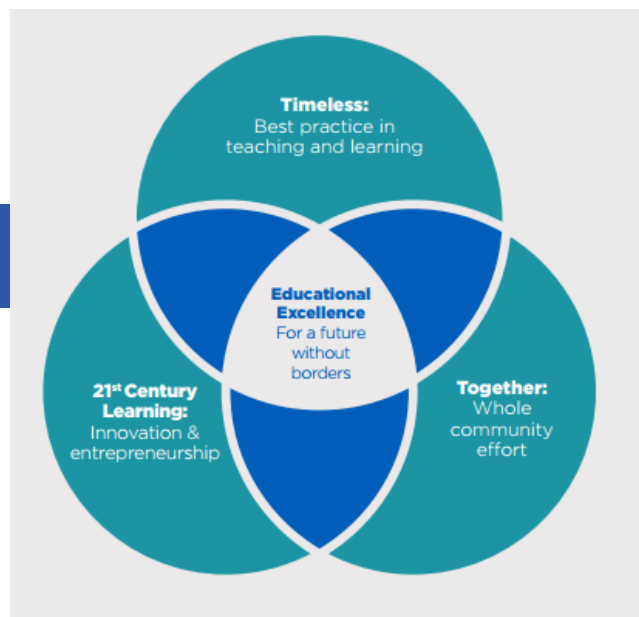 Timeless:
Best practice in
teaching and learning
Educational
Excellence
For a future
without
borders
21st Century
Learning:
Innovation &
entrepreneurship
Together:
Whole
community
effort